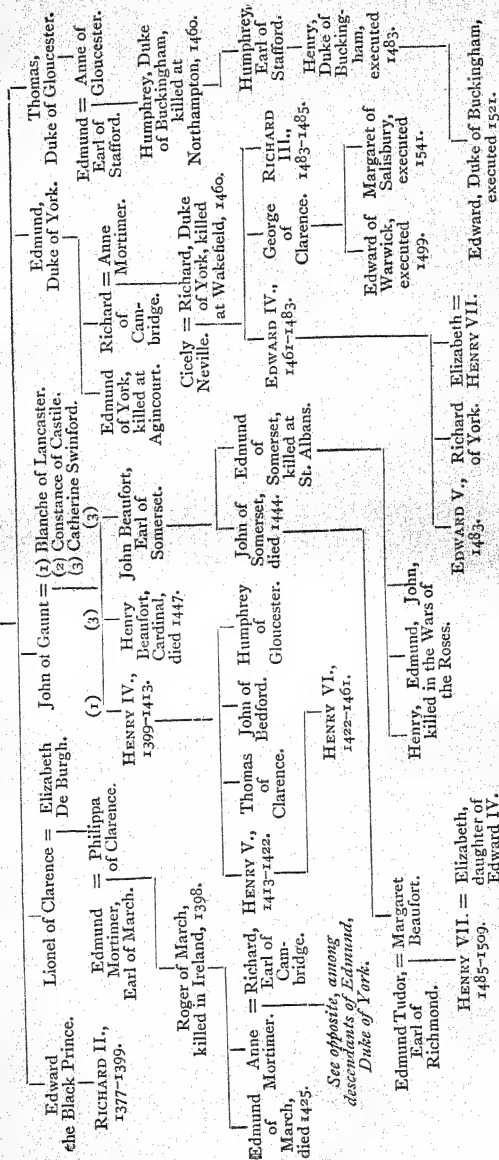 Edward
the Black Prince.
RICHARD II.,
1377–1399.
Lionel of Clarence = Elizabeth
De Burgh.
Edmund = Philippa
Mortimer, of Clarence.
Earl of March.
Roger of March,
killed in Ireland, 1398.
Edmund
of
March,
died 1425.
Anne = Richard,
Mortimer. Earl of
Cam-
bridge.
See opposite, among
descendants of Edmund,
Duke of York.
John of Gaunt = (1) Blanche of Lancaster.
(2) Constance of Castile.
(3) Catherine Swinford.
(1)
(3)
(3)
HENRY IV.,
1399–1413.
Henry
Beaufort,
Cardinal,
died 1447.
John Beaufort,
Earl of
Somerset.
HENRY V.,
1413–1422.
Thomas
of
Clarence.
John of
Bedford.
Humphrey
of
Gloucester.
HENRY VI.,
1422–1461.
John of
Somerset,
died 1444.
Edmund
of
Somerset,
killed at
St. Albans.
Edmund Tudor, = Margaret
Earl of Beaufort.
Richmond.
HENRY VII. = Elizabeth,
1485–1509. daughter of
Edward IV.
Henry, Edmund, John,
killed in the Wars of
the Roses.
Edmund,
Duke of York.
Edmund
of York,
killed at
Agincourt.
Richard = Anne
of Mortimer.
Cam-
bridge.
Cicely = Richard, Duke
Neville. of York, killed
at Wakefield, 1460.
EDWARD IV.,
1461–1483.
George
of
Clarence.
RICHARD
III.,
1483–1485.
EDWARD V.,
1483.
Richard
of York.
Elizabeth =
HENRY VII.
Edward of
Warwick,
executed
1499.
Margaret of
Salisbury,
executed
1541.
Thomas,
Duke of Gloucester.
Edmund = Anne of
Earl of Gloucester.
Stafford.
Humphrey, Duke
of Buckingham,
killed at
Northampton, 1460.
Humphrey,
Earl of
Stafford.
Henry,
Duke of
Bucking-
ham,
executed
1483.
Edward, Duke of Buckingham,
executed 1521.